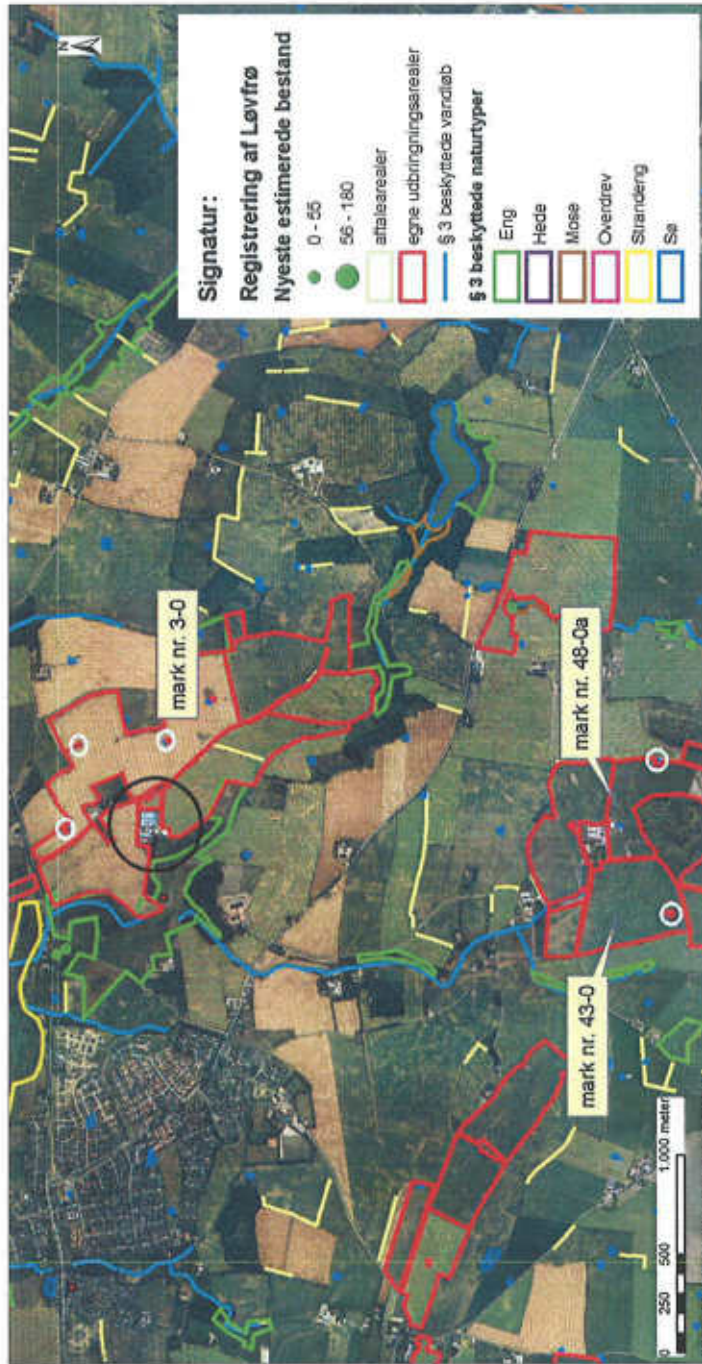 N
Signatur:
Registrering af Løvfrø
Nyeste estimerede bestand
0 - 55
56 - 180
aftalearealer
egne udbringningsarealer
§ 3 beskyttede vandløb
§ 3 beskyttede naturtyper
Eng
Hede
Mose
Overdrev
Strandeng
Sø
mark nr. 3-0
mark nr. 48-0a
mark nr. 43-0
0 250 500 1.000 meter